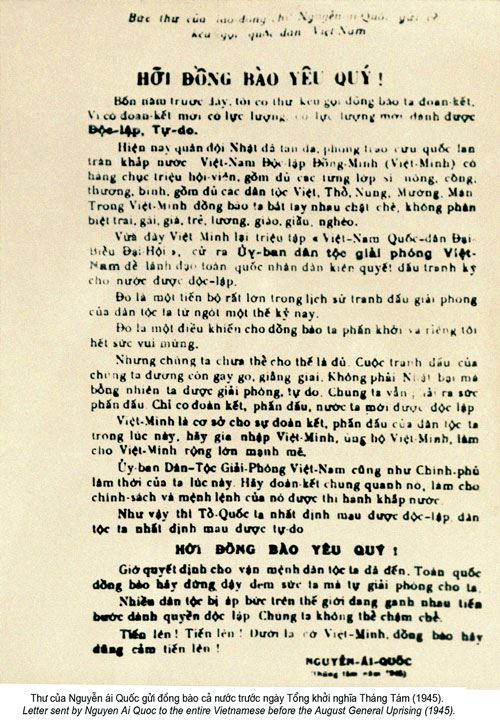 Bức thư của lao-động chí Nguyễn-ái-Quốc gửi
kêu gọi quốc dân Việt-Nam
HỠI ĐỒNG BÀO YÊU QUÝ !
Bốn năm trước đây, tôi có thư kêu gọi đồng bào ta đoàn-kết.
Vì có đoàn-kết mới có lực lượng, có lực lượng mới dành được
Độc-lập, Tự-do.
Hiện nay quân đội Nhật đã tan dã, phong trào cứu quốc lan
tràn khắp nước Việt-Nam Độc-lập Đồng-Minh (Việt-Minh) có
hàng chục triệu hội-viên, gồm đủ các từng lớp sĩ nông, công,
thương, binh, gồm đủ các dân tộc Việt, Thổ, Nùng, Mường, Mán
Trong Việt-Minh đồng bào ta bắt tay nhau chặt chẽ, không phân
biệt trai, gái, già, trẻ, lương, giáo, giầu, nghèo.
Vừa đây Việt Minh lại triệu tập « Việt-Nam Quốc-dân Đại-
Biểu Đại-Hội », cử ra Ủy-ban dân tộc giải phóng Việt-
Nam để lãnh đạo toàn quốc nhân dân kiên quyết đấu tranh kỳ
cho nước được độc-lập.
Đó là một tiến bộ rất lớn trong lịch sử tranh đấu giải phóng
của dân tộc ta từ ngót một thế kỷ nay.
Đó là một điều khiến cho đồng bào ta phấn khởi và riêng tôi
hết sức vui mừng.
Nhưng chúng ta chưa thể cho thế là đủ. Cuộc tranh đấu của
chúng ta đương còn gay go, giằng giai. Không phải Nhật bại mà
bỗng nhiên ta được giải phóng, tự do. Chúng ta vẫn phải ra sức
phấn đấu. Chỉ có đoàn kết, phấn đấu, nước ta mới được độc lập
Việt-Minh là cơ sở cho sự đoàn kết, phấn đấu của dân tộc ta
trong lúc này, hãy gia nhập Việt-Minh, ủng hộ Việt-Minh, làm
cho Việt-Minh rộng lớn mạnh mẽ.
Ủy-ban Dân-Tộc Giải-Phóng Việt-Nam cũng như Chính-phủ
lâm thời của ta lúc này. Hãy đoàn-kết chung quanh nó, làm cho
chính-sách và mệnh lệnh của nó được thi hành khắp nước.
Như vậy thì Tổ-Quốc ta nhất định mau được độc-lập, dân
tộc ta nhất định mau được tự-do
HỠI ĐỒNG BÀO YÊU QUÝ !
Giờ quyết định cho vận mệnh dân tộc ta đã đến. Toàn quốc
đồng bào hãy đứng dậy đem sức ta mà tự giải phóng cho ta.
Nhiều dân tộc bị áp bức trên thế giới đang ganh nhau tiến
bước dành quyền độc lập Chúng ta không thể chậm chễ.
Tiến lên ! Tiến lên ! Dưới lá cờ Việt-Minh, đồng bào hãy
dũng cảm tiến lên !
NGUYỄN-ÁI-QUỐC
(Tháng tám năm 1945)
Thư của Nguyễn ái Quốc gửi đồng bào cả nước trước ngày Tổng khởi nghĩa Tháng Tám (1945).
Letter sent by Nguyen Ai Quoc to the entire Vietnamese before the August General Uprising (1945).